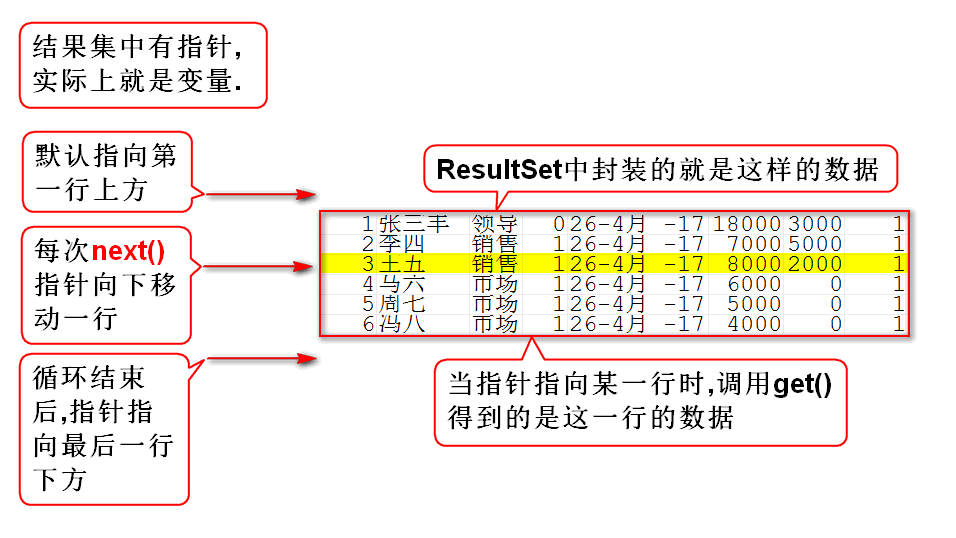 结果集中有指针,
实际上就是变量.
默认指向第
一行上方
ResultSet中封装的就是这样的数据
1 张三丰 领导 0 26-4月 -17 18000 3000 1
2 李四 销售 1 26-4月 -17 7000 5000 1
3 王五 销售 1 26-4月 -17 8000 2000 1
4 马六 市场 1 26-4月 -17 6000 0 1
5 周七 市场 1 26-4月 -17 5000 0 1
6 冯八 市场 1 26-4月 -17 4000 0 1
每次next()
指针向下移
动一行
循环结束
后,指针指
向最后一行
下方
当指针指向某一行时,调用get()
得到的是这一行的数据